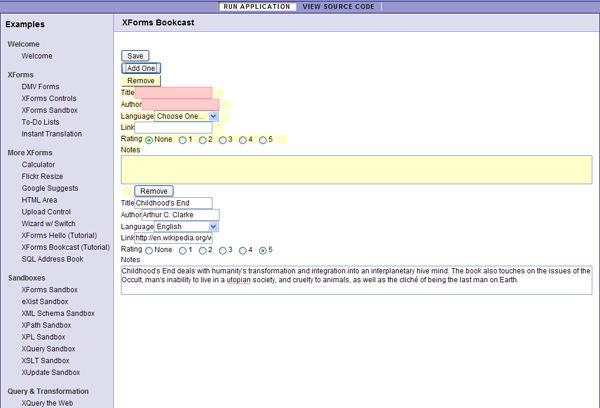 RUN APPLICATION VIEW SOURCE CODE
Examples
Welcome
Welcome
XForms
DMV Forms
XForms Controls
XForms Sandbox
To-Do Lists
Instant Translation
More XForms
Calculator
Flickr Resize
Google Suggests
HTML Area
Upload Control
Wizard w/ Switch
XForms Hello (Tutorial)
XForms Bookcast (Tutorial)
SQL Address Book
Sandboxes
XForms Sandbox
eXist Sandbox
XML Schema Sandbox
XPath Sandbox
XPL Sandbox
XQuery Sandbox
XSLT Sandbox
XUpdate Sandbox
Query & Transformation
XQuery the Web
XForms Bookcast
Save
Add One
Remove
Title
Author
Language Choose One...
Link
Rating None 1 2 3 4 5
Notes
Remove
Title Childhood's End
Author Arthur C. Clarke
Language English
Link http://en.wikipedia.org/w
Rating None 1 2 3 4 5
Notes
Childhood's End deals with humanity's transformation and integration into an interplanetary hive mind. The book also touches on the issues of the
Occult, man's inability to live in a utopian society, and cruelty to animals, as well as the cliché of being the last man on Earth.